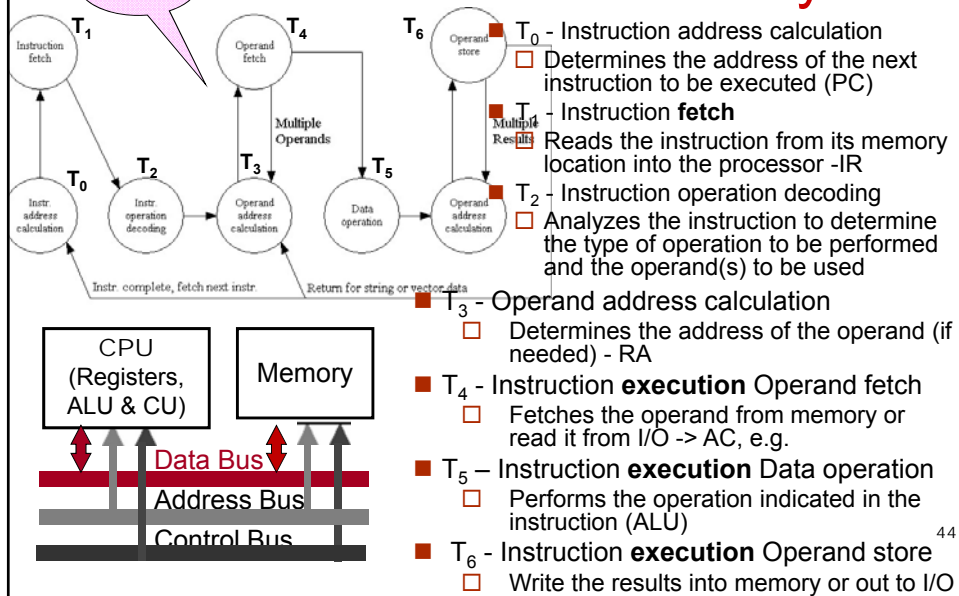 T1
Instruction
fetch
T4
Operand
fetch
T6
Operand
store
Multiple
Operands
Multiple
Results
T0
Instr.
address
calculation
T2
Instr.
operation
decoding
T3
Operand
address
calculation
T5
Data
operation
Operand
address
calculation
Instr. complete, fetch next instr.
Return for string or vector data
T0 - Instruction address calculation
Determines the address of the next
instruction to be executed (PC)
T1 - Instruction fetch
Reads the instruction from its memory
location into the processor -IR
T2 - Instruction operation decoding
Analyzes the instruction to determine
the type of operation to be performed
and the operand(s) to be used
T3 - Operand address calculation
Determines the address of the operand (if
needed) - RA
T4 - Instruction execution Operand fetch
Fetches the operand from memory or
read it from I/O -> AC, e.g.
T5 – Instruction execution Data operation
Performs the operation indicated in the
instruction (ALU)
T6 - Instruction execution Operand store
Write the results into memory or out to I/O
CPU
(Registers,
ALU & CU)
Memory
Data Bus
Address Bus
Control Bus
44